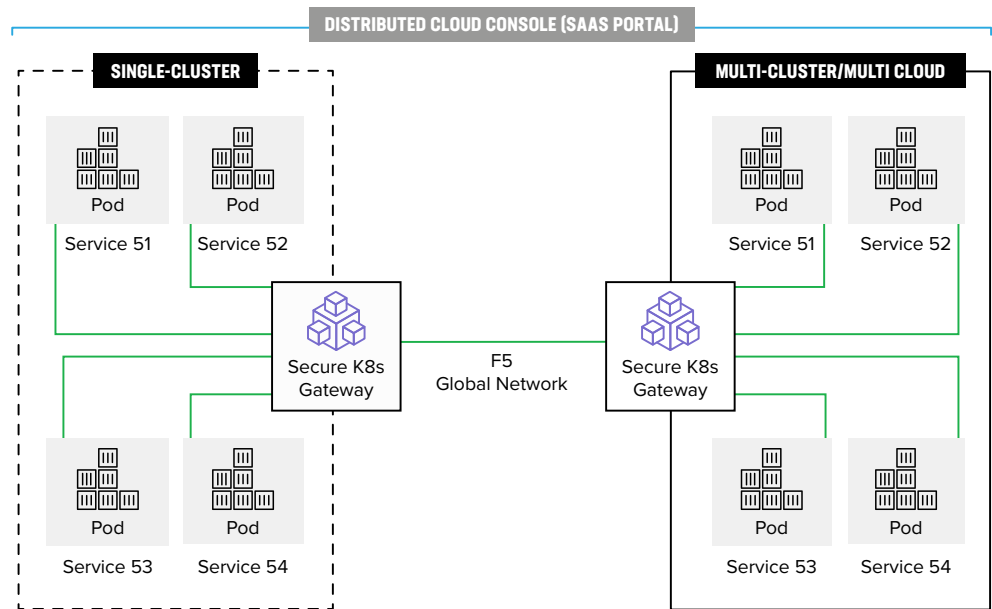 DISTRIBUTED CLOUD CONSOLE (SAAS PORTAL)
SINGLE-CLUSTER
MULTI-CLUSTER/MULTI CLOUD
Pod
Pod
Pod
Pod
Service 51
Service 52
Service 51
Service 52
Secure K8s
Gateway
F5
Global Network
Secure K8s
Gateway
Pod
Pod
Pod
Pod
Service 53
Service 54
Service 53
Service 54